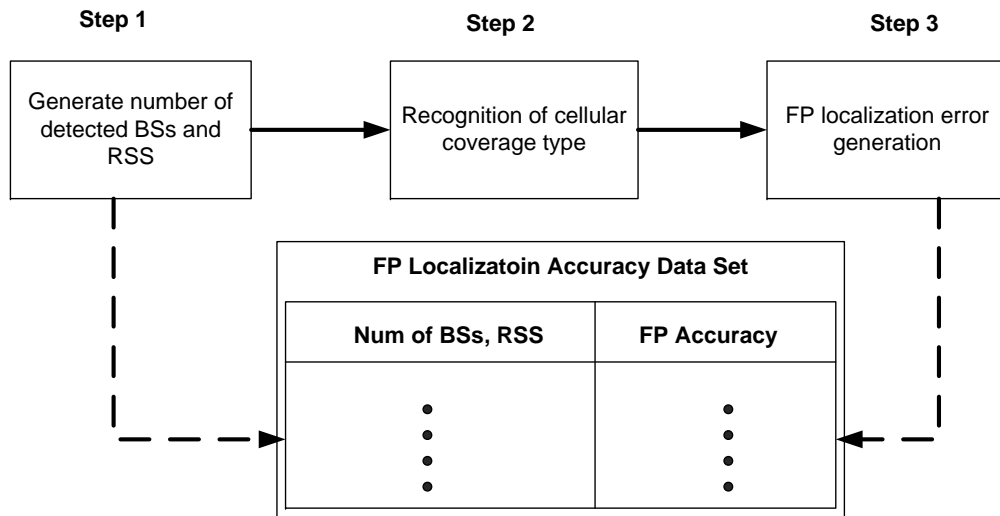 Step 1
Step 2
Step 3
Generate number of
detected BSs and
RSS
Recognition of cellular
coverage type
FP localization error
generation
FP Localizatoin Accuracy Data Set
Num of BSs, RSS
FP Accuracy